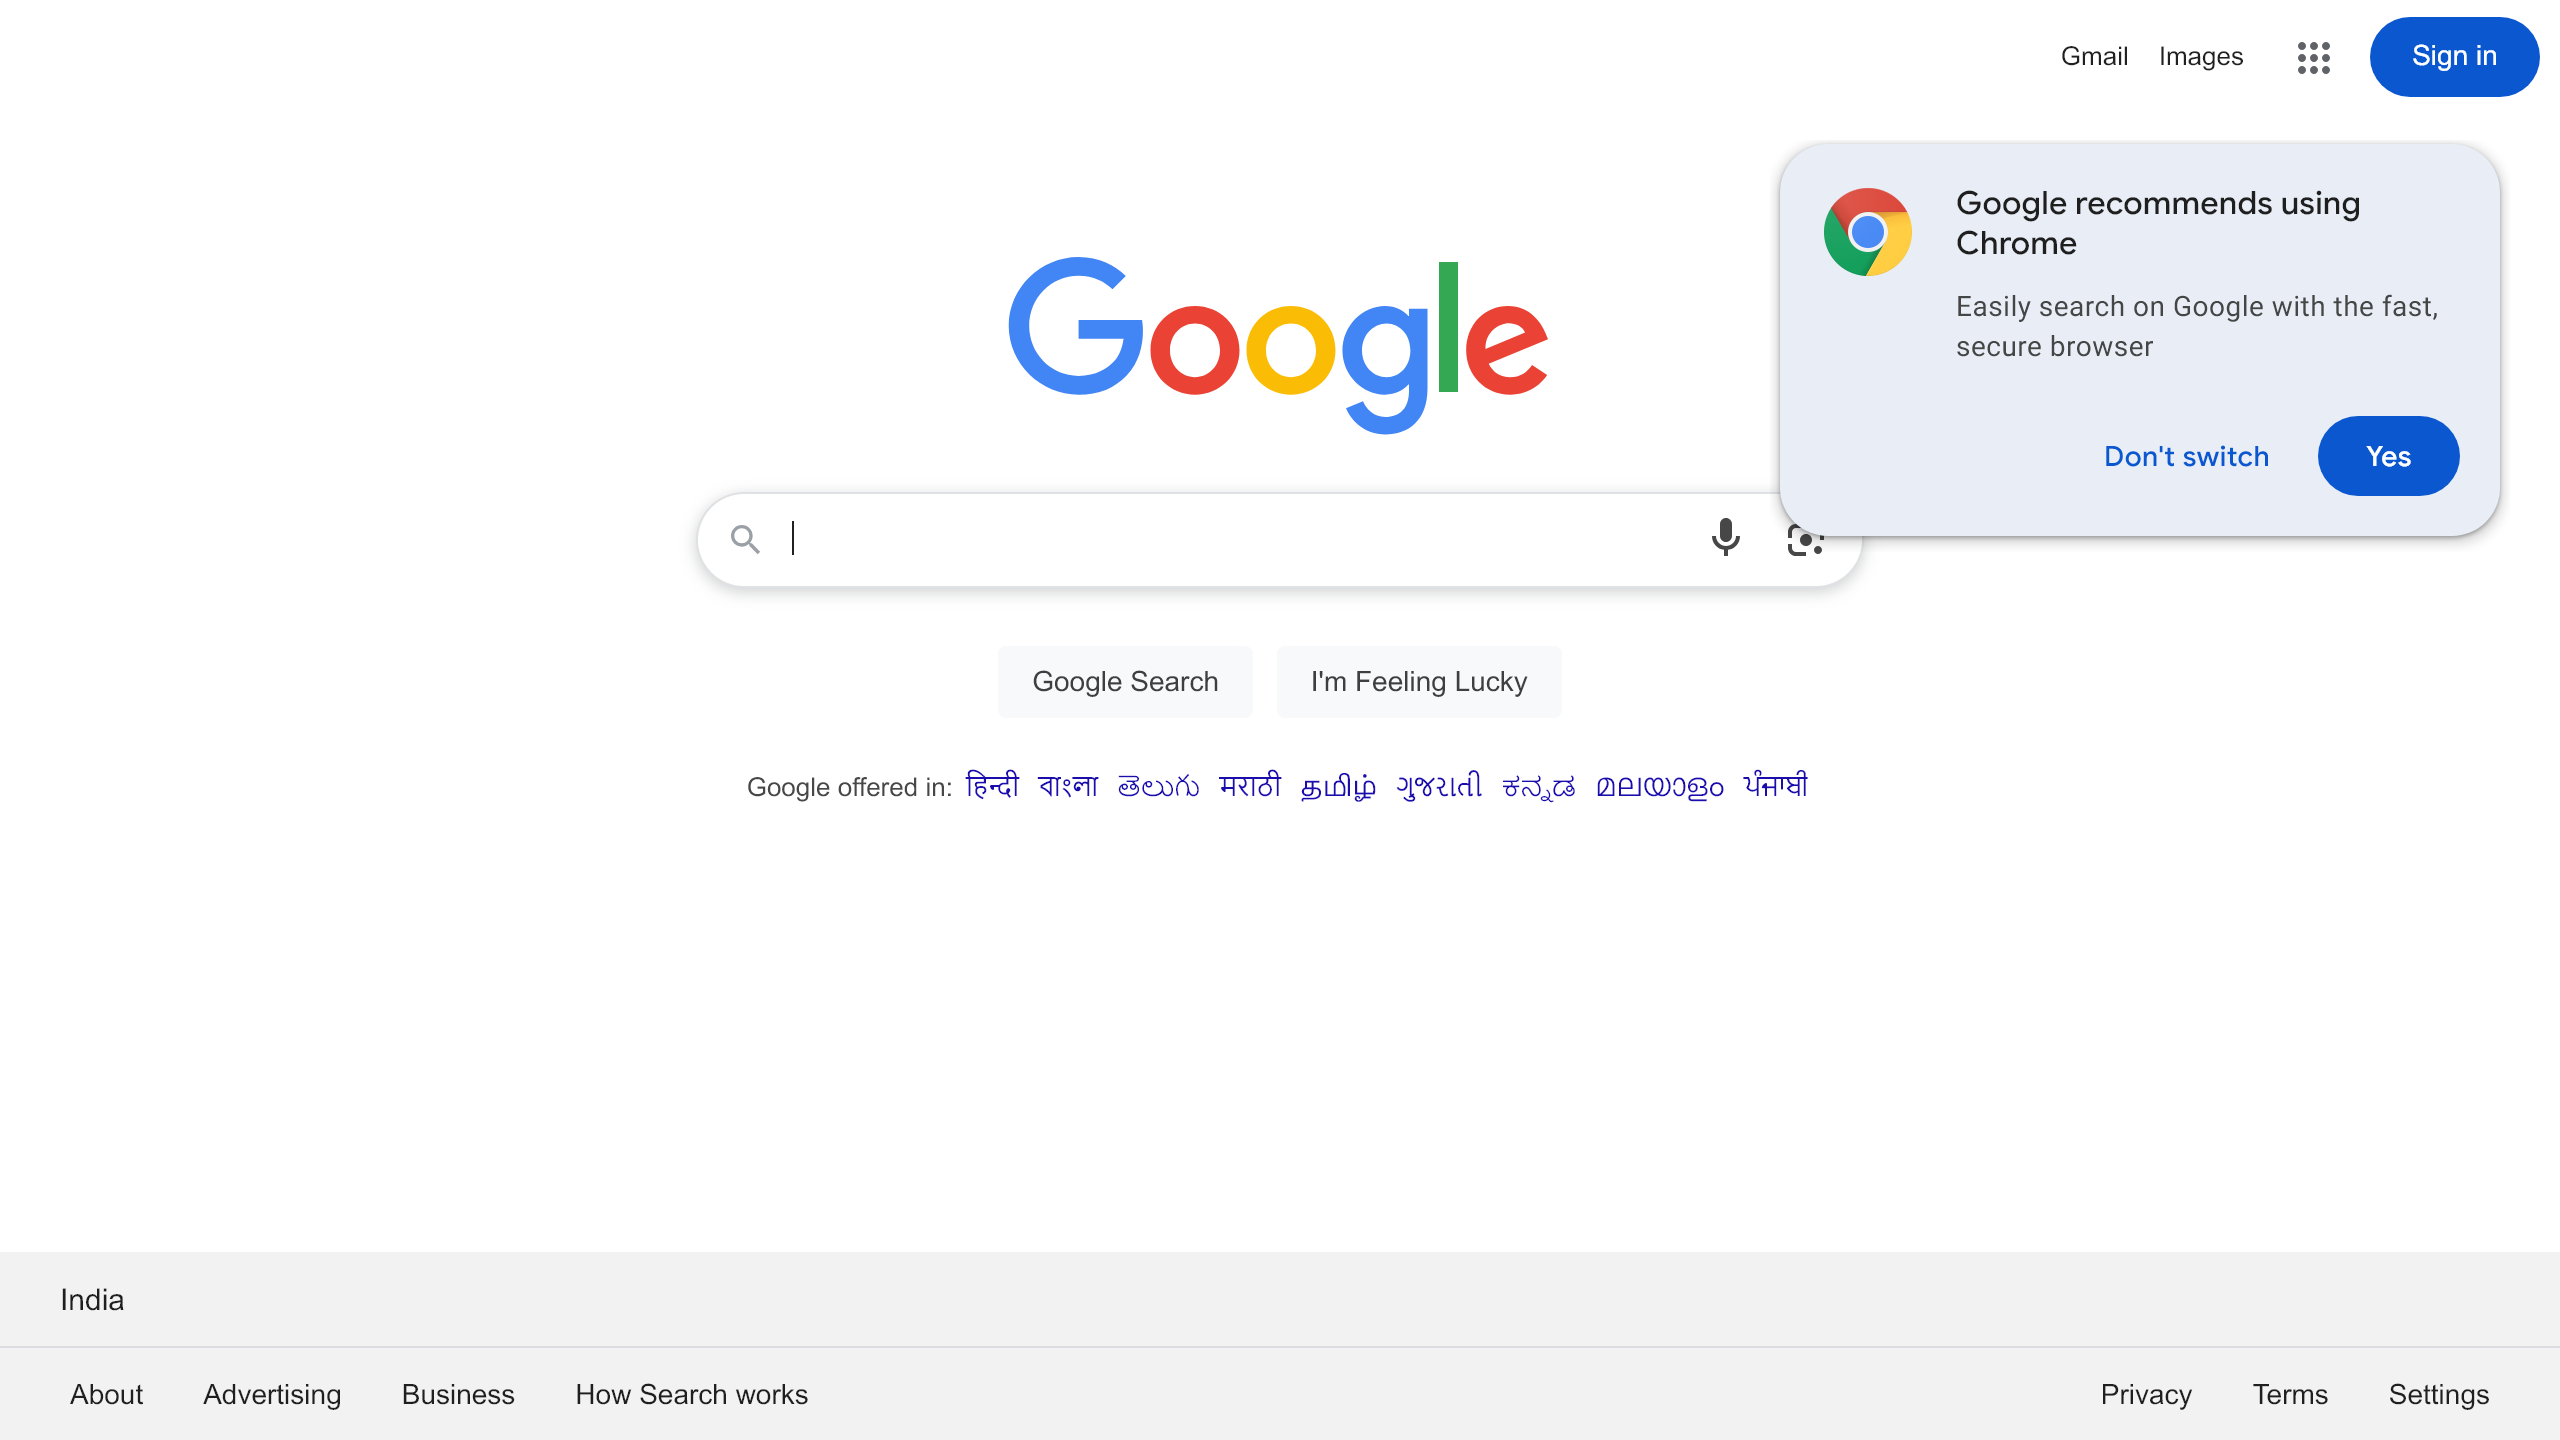 Gmail Images Sign in
Google recommends using
Chrome
Easily search on Google with the fast,
secure browser
Don't switch Yes
Google
Google Search I'm Feeling Lucky
Google offered in: हिन्दी বাংলা తెలుగు मराठी தமிழ் ગુજરાતી ಕನ್ನಡ മലയാളം ਪੰਜਾਬੀ
India
About Advertising Business How Search works Privacy Terms Settings